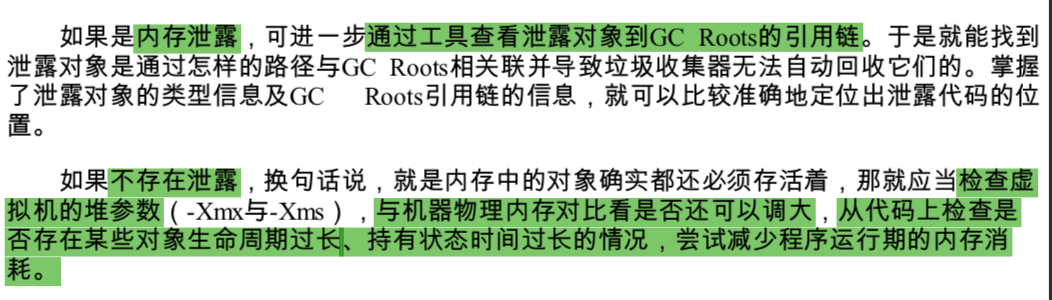 如果是内存泄露，可进一步通过工具查看泄露对象到GC Roots的引用链。于是就能找到
泄露对象是通过怎样的路径与GC Roots相关联并导致垃圾收集器无法自动回收它们的。掌握
了泄露对象的类型信息及GC Roots引用链的信息，就可以比较准确地定位出泄露代码的位
置。
如果不存在泄露，换句话说，就是内存中的对象确实都还必须存活着，那就应当检查虚
拟机的堆参数（-Xmx与-Xms），与机器物理内存对比看是否还可以调大，从代码上检查是
否存在某些对象生命周期过长、持有状态时间过长的情况，尝试减少程序运行期的内存消
耗。